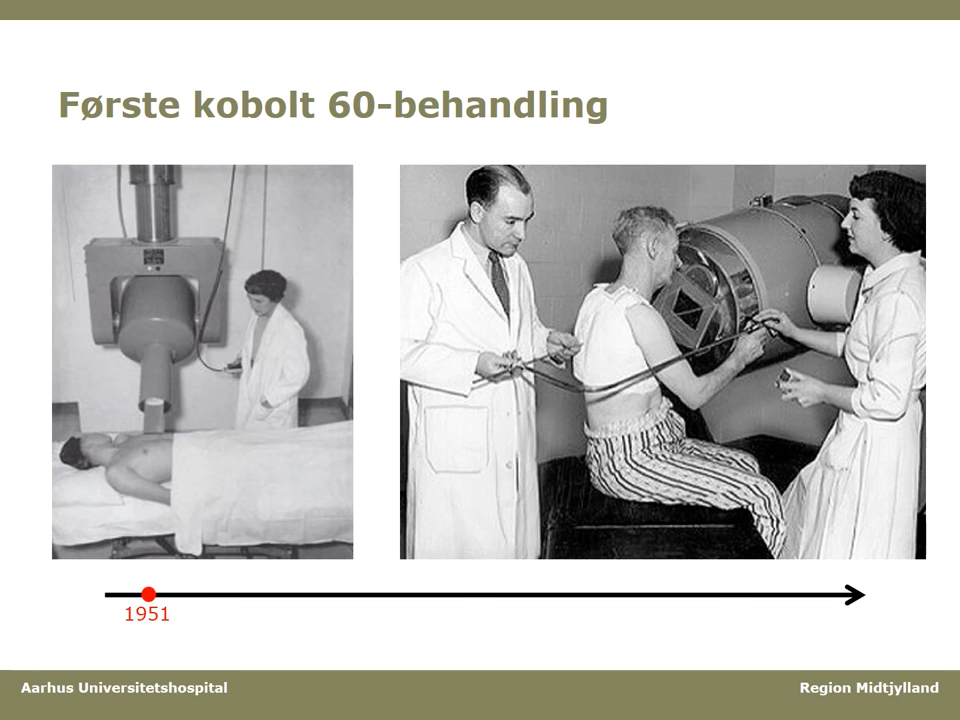 Første kobolt 60-behandling
1951
Aarhus Universitetshospital
Region Midtjylland